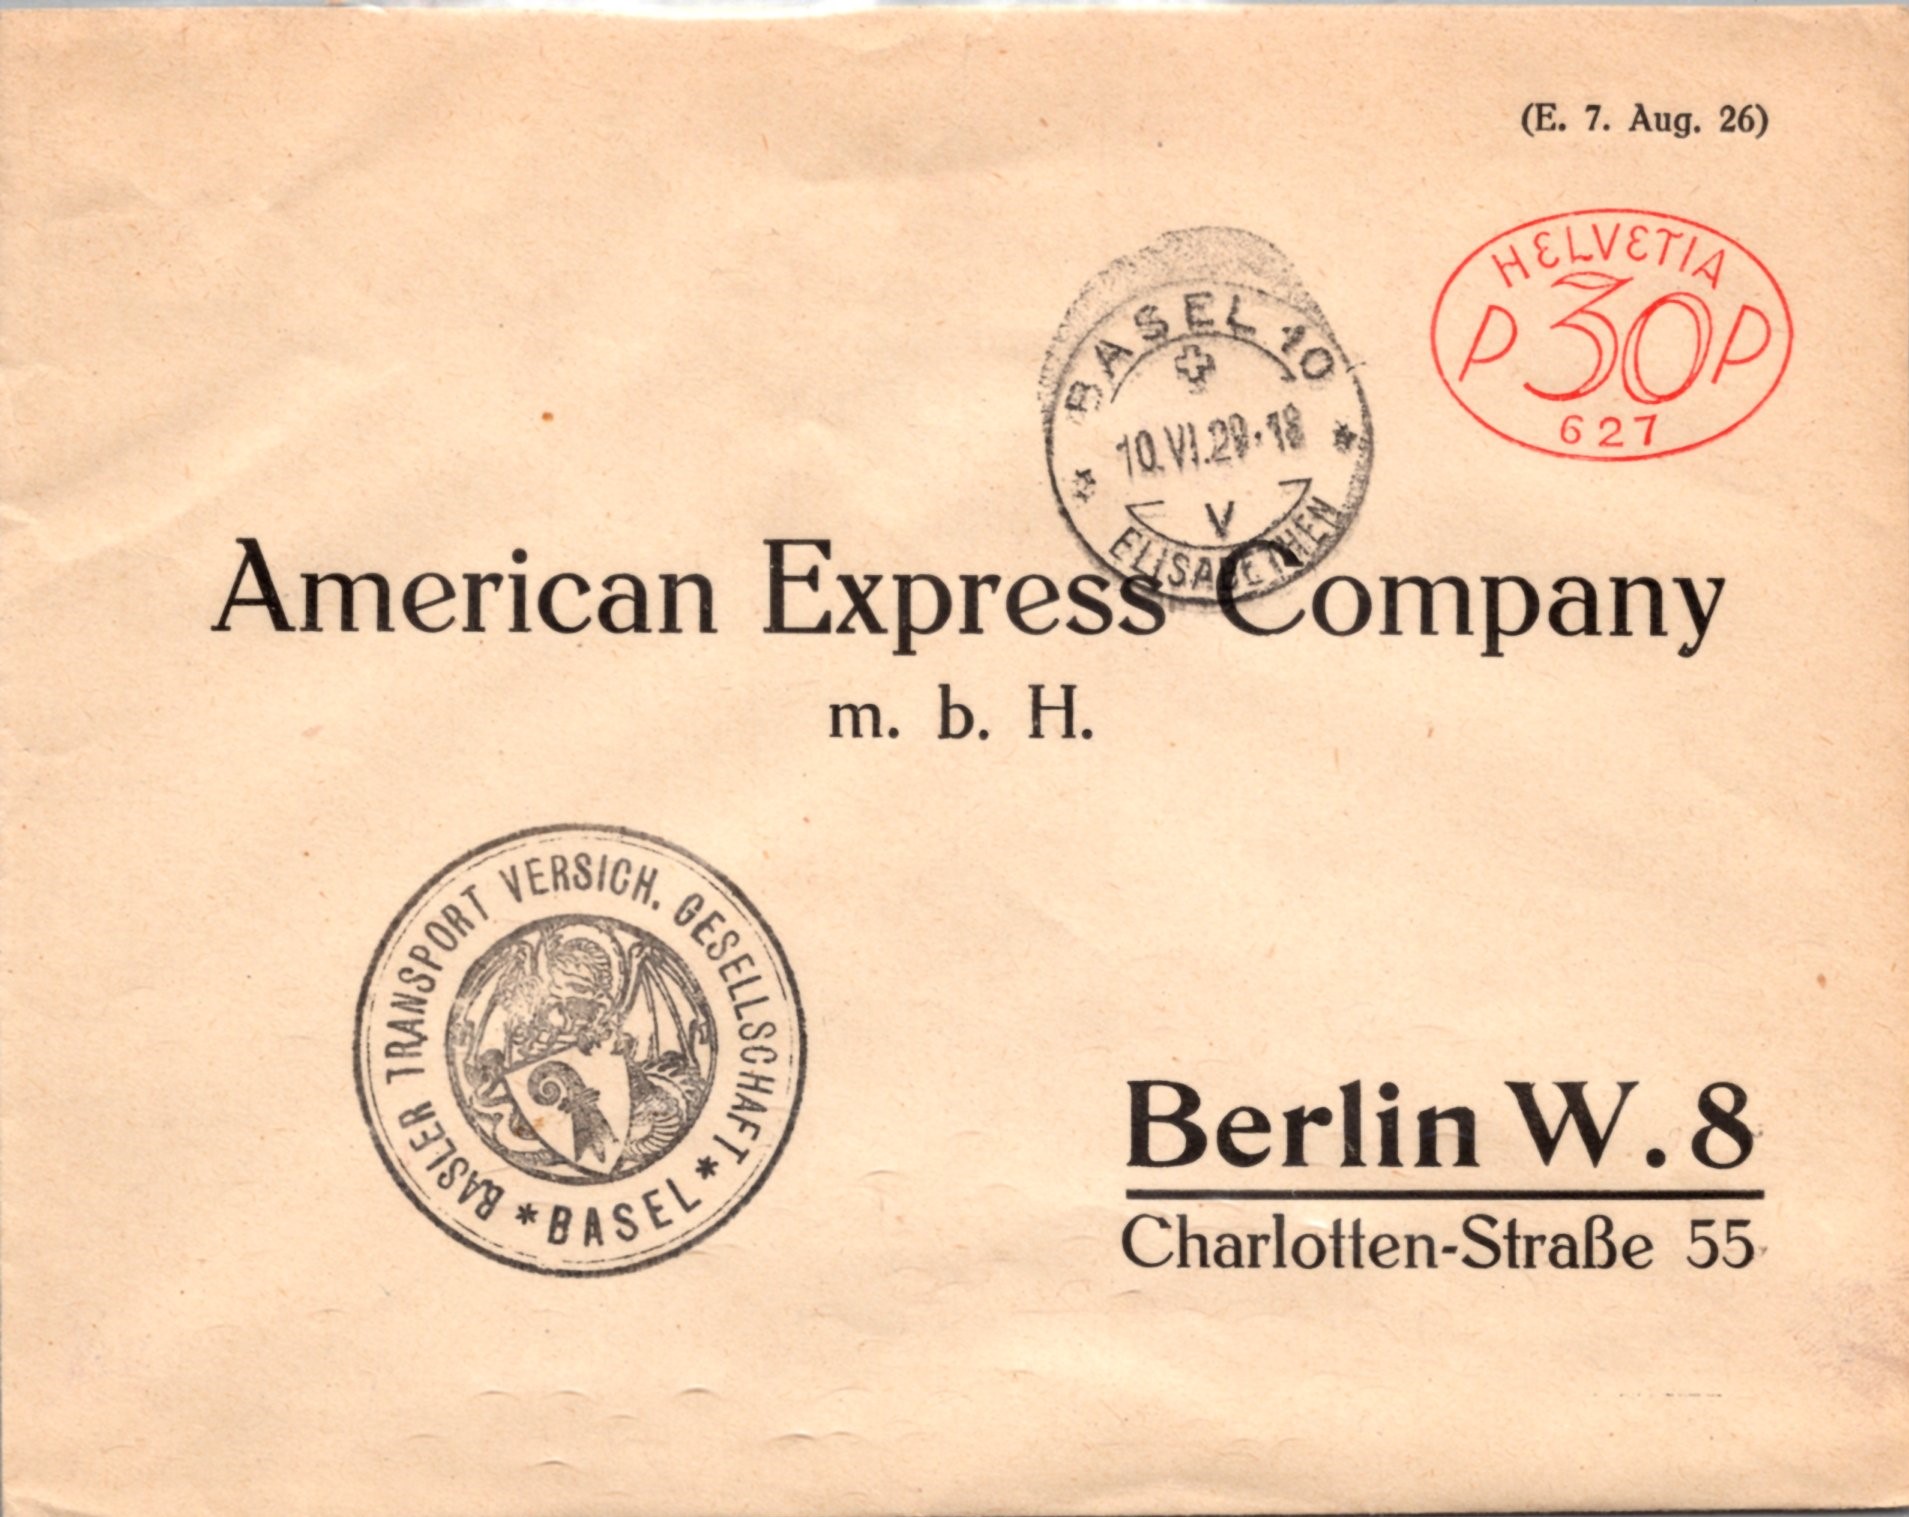 (E. 7. Aug. 26)
HELVETIA
P 30 P
627
BASEL 10
10.VI.29·18
V
ELISABETHEN
American Express Company
m. b. H.
BASLER TRANSPORT VERSICH. GESELLSCHAFT
* BASEL *
Berlin W. 8
Charlotten-Straße 55